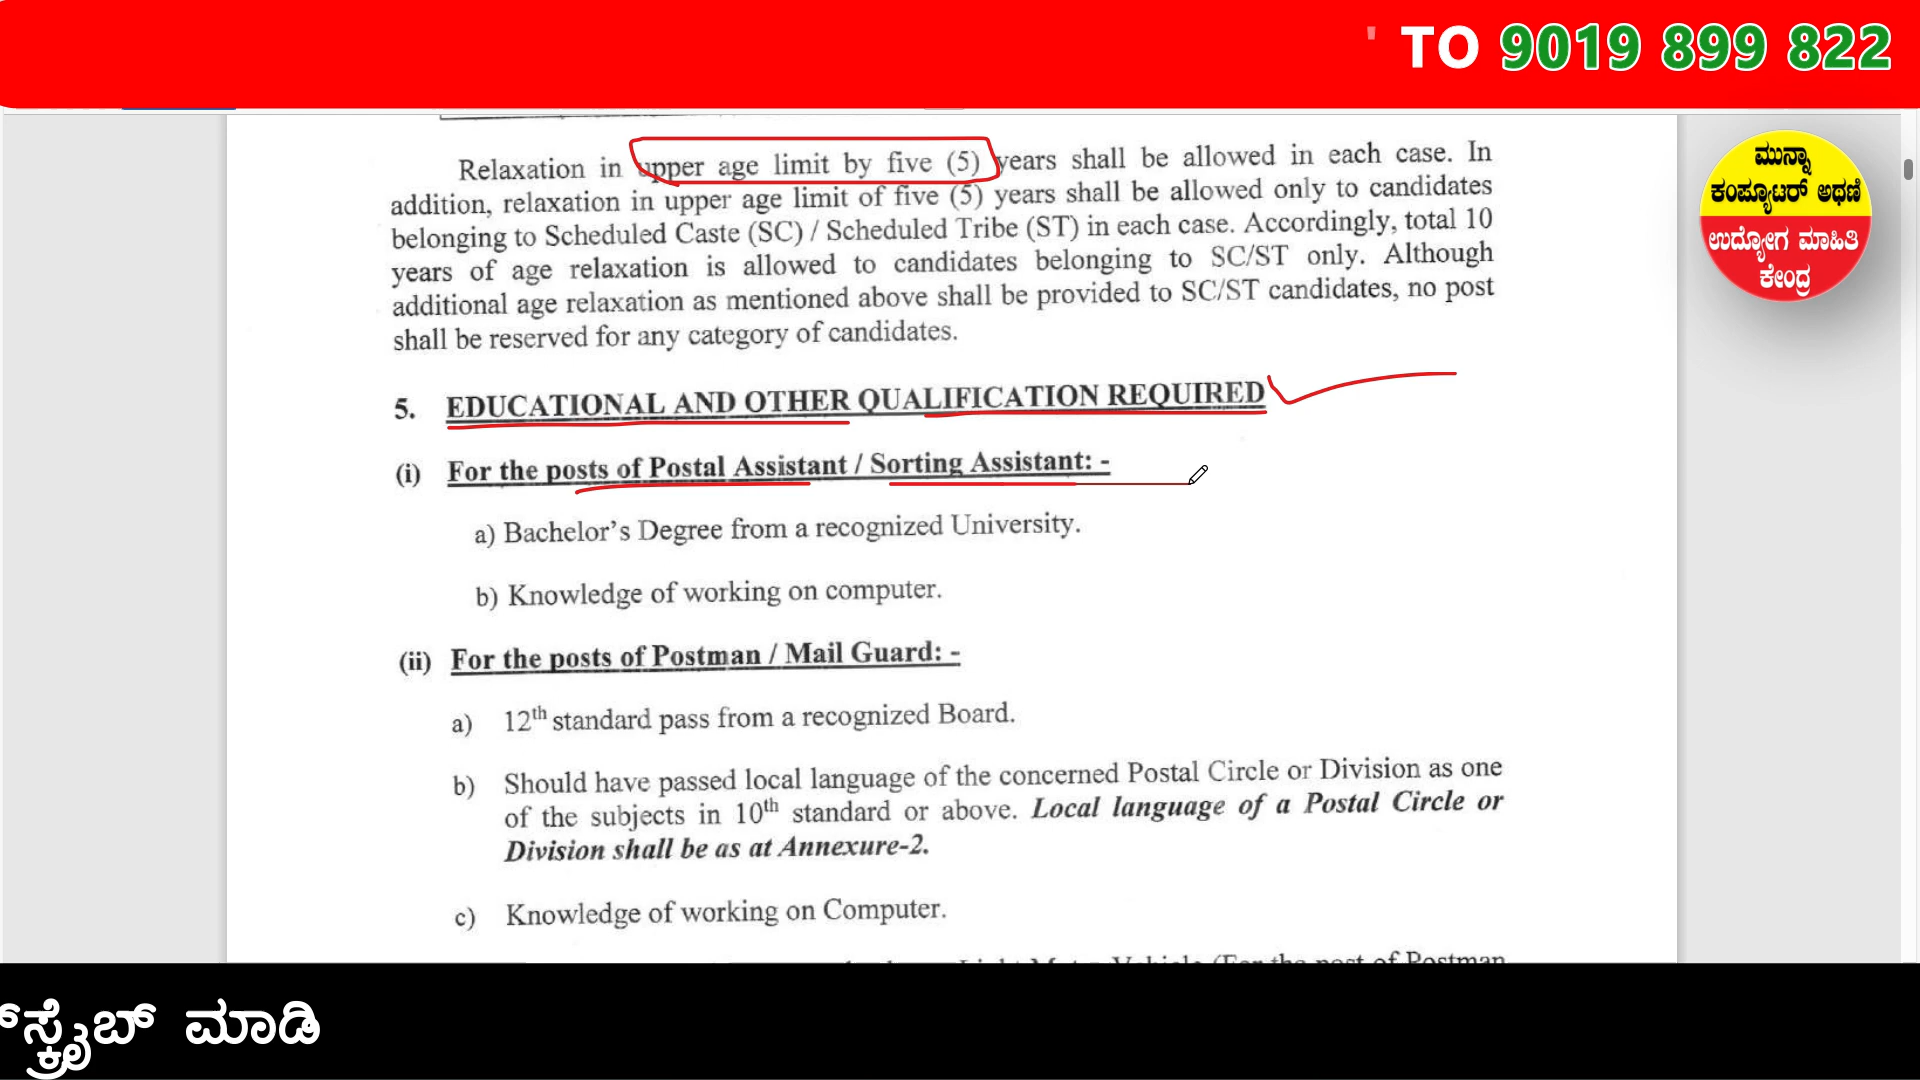 TO 9019 899 822
ಮುನ್ನಾ
ಕಂಪ್ಯೂಟರ್ ಅಥಣಿ
ಉದ್ಯೋಗ ಮಾಹಿತಿ
ಕೇಂದ್ರ
Relaxation in upper age limit by five (5) years shall be allowed in each case. In
addition, relaxation in upper age limit of five (5) years shall be allowed only to candidates
belonging to Scheduled Caste (SC) / Scheduled Tribe (ST) in each case. Accordingly, total 10
years of age relaxation is allowed to candidates belonging to SC/ST only. Although
additional age relaxation as mentioned above shall be provided to SC/ST candidates, no post
shall be reserved for any category of candidates.
5. EDUCATIONAL AND OTHER QUALIFICATION REQUIRED
(i) For the posts of Postal Assistant / Sorting Assistant: -
a) Bachelor’s Degree from a recognized University.
b) Knowledge of working on computer.
(ii) For the posts of Postman / Mail Guard: -
a) 12th standard pass from a recognized Board.
b) Should have passed local language of the concerned Postal Circle or Division as one
of the subjects in 10th standard or above. Local language of a Postal Circle or
Division shall be as at Annexure-2.
c) Knowledge of working on Computer.
Light Motor Vehicle (For the post of Postman
ಮಾಡಿ